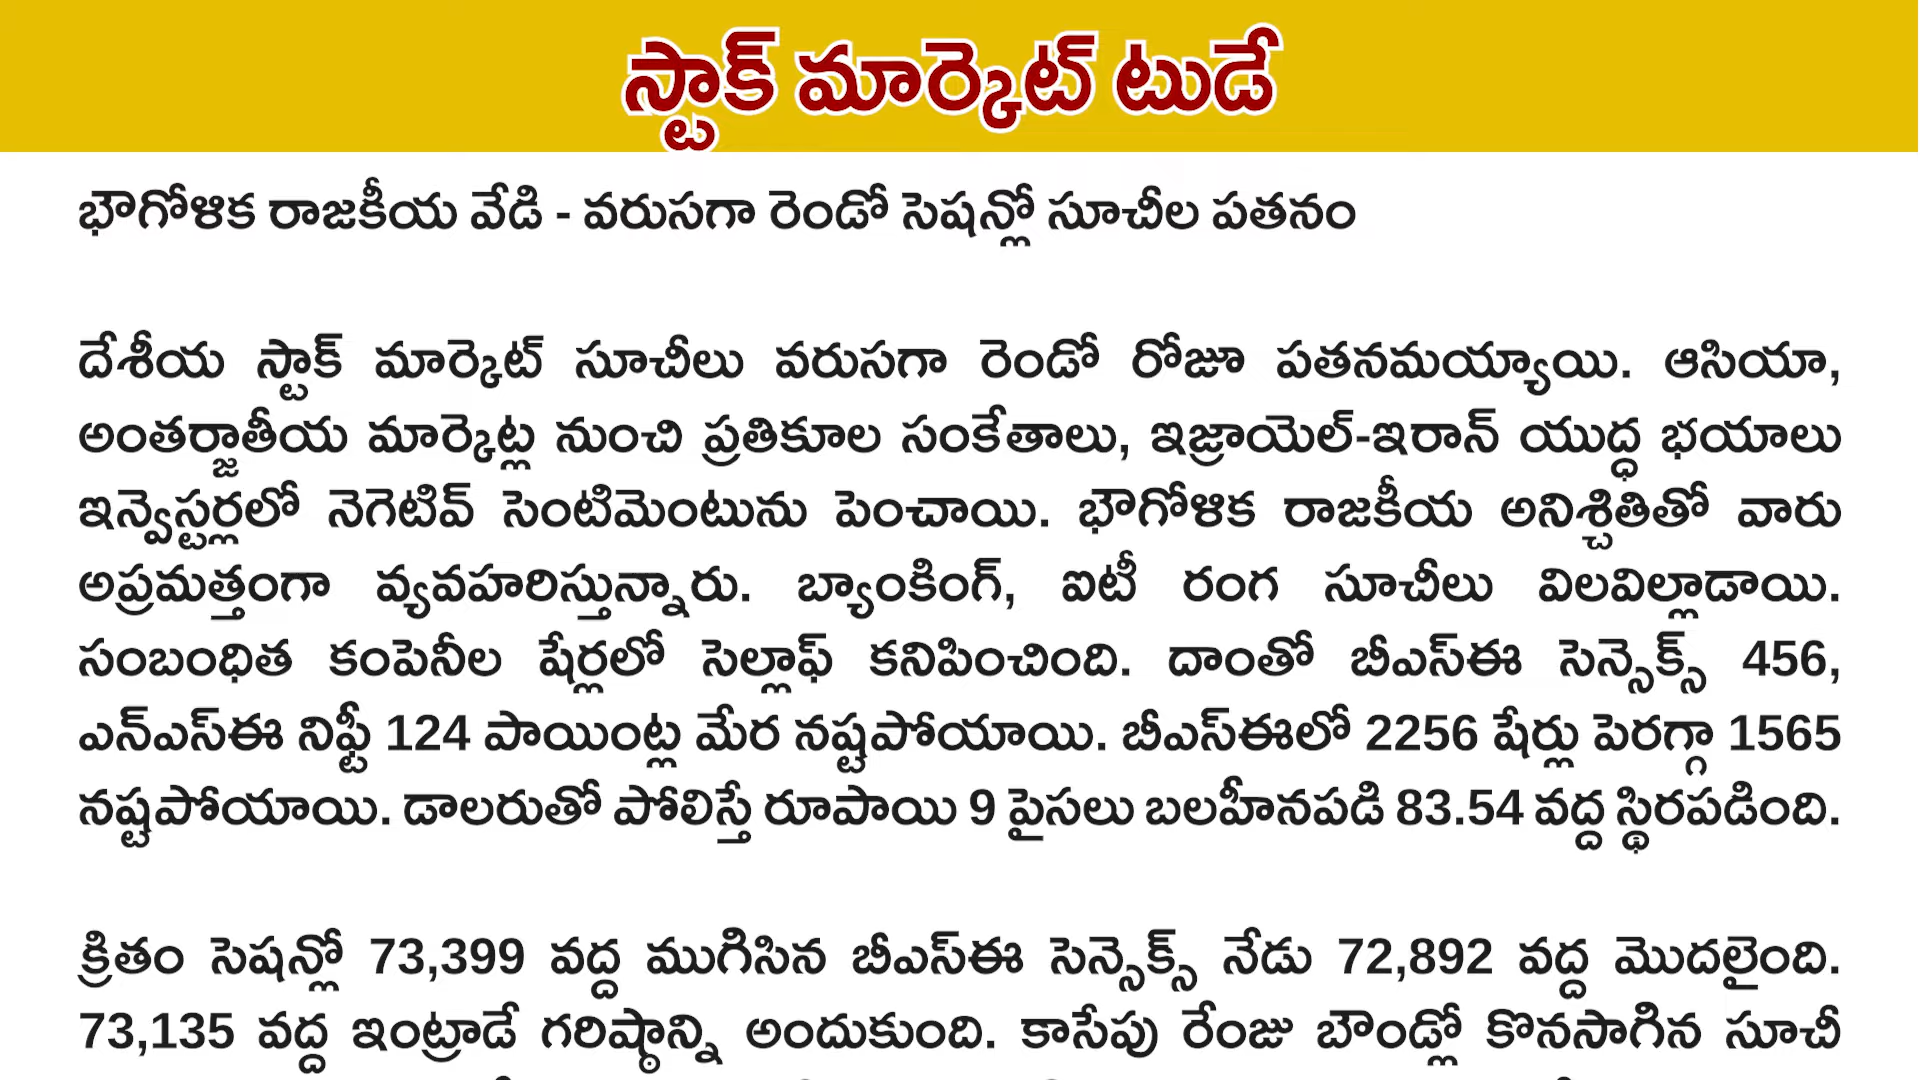 స్టాక్ మార్కెట్ టుడే
భౌగోళిక రాజకీయ వేడి - వరుసగా రెండో సెషన్లో సూచీల పతనం
దేశీయ స్టాక్ మార్కెట్ సూచీలు వరుసగా రెండో రోజూ పతనమయ్యాయి. ఆసియా,
అంతర్జాతీయ మార్కెట్ల నుంచి ప్రతికూల సంకేతాలు, ఇజ్రాయెల్-ఇరాన్ యుద్ధ భయాలు
ఇన్వెస్టర్లలో నెగెటివ్ సెంటిమెంటును పెంచాయి. భౌగోళిక రాజకీయ అనిశ్చితితో వారు
అప్రమత్తంగా వ్యవహరిస్తున్నారు. బ్యాంకింగ్, ఐటీ రంగ సూచీలు విలవిల్లాడాయి.
సంబంధిత కంపెనీల షేర్లలో సెల్లాఫ్ కనిపించింది. దాంతో బీఎస్ఈ సెన్సెక్స్ 456,
ఎన్ఎస్ఈ నిఫ్టీ 124 పాయింట్ల మేర నష్టపోయాయి. బీఎస్ఈలో 2256 షేర్లు పెరగ్గా 1565
నష్టపోయాయి. డాలరుతో పోలిస్తే రూపాయి 9 పైసలు బలహీనపడి 83.54 వద్ద స్థిరపడింది.
క్రితం సెషన్లో 73,399 వద్ద ముగిసిన బీఎస్ఈ సెన్సెక్స్ నేడు 72,892 వద్ద మొదలైంది.
73,135 వద్ద ఇంట్రాడే గరిష్ఠాన్ని అందుకుంది. కాసేపు రేంజు బౌండ్లో కొనసాగిన సూచీ